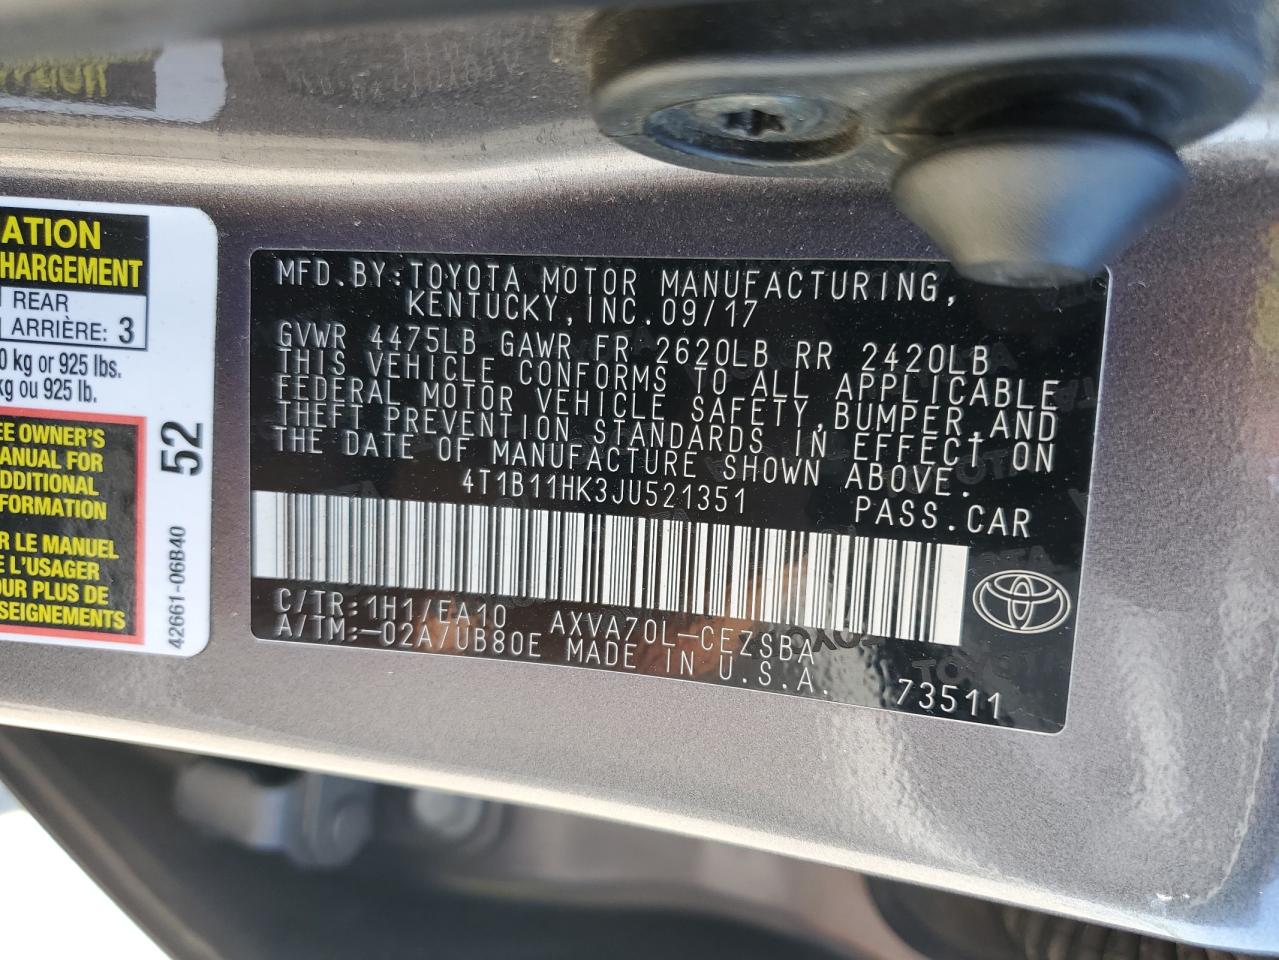 ATION
HARGEMENT
REAR
ARRIÈRE: 3
0 kg or 925 lbs.
kg ou 925 lb.
EE OWNER'S
ANUAL FOR
ADDITIONAL
FORMATION
R LE MANUEL
E L'USAGER
OUR PLUS DE
SEIGNEMENTS
52
42661-06B40
MFD.BY:TOYOTA MOTOR MANUFACTURING,
KENTUCKY,INC.09/17
GVWR 4475LB GAWR FR 2620LB RR 2420LB
THIS VEHICLE CONFORMS TO ALL APPLICABLE
FEDERAL MOTOR VEHICLE SAFETY,BUMPER,AND
THEFT PREVENTION STANDARDS IN EFFECT ON
THE DATE OF MANUFACTURE SHOWN ABOVE.
4T1B11HK3JU521351
PASS.CAR
C/TR:1H1/EA10 AXVA70L-CEZSBA
A/TM:-02A/UB80E MADE IN U.S.A.
73511